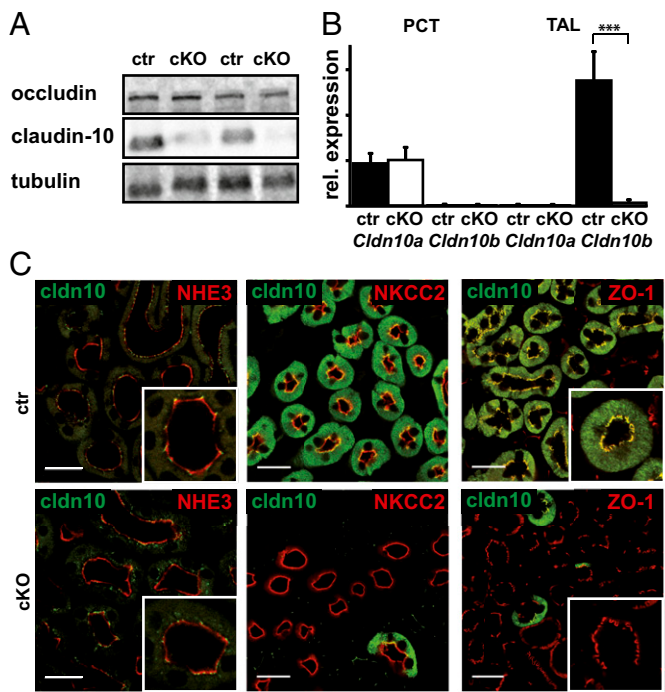 A
ctr cKO ctr cKO
occludin
claudin-10
tubulin
B
PCT TAL
***
rel. expression
ctr cKO ctr cKO ctr cKO ctr cKO
Cldn10a Cldn10b Cldn10a Cldn10b
C
ctr
cldn10 NHE3
cldn10 NKCC2
cldn10 ZO-1
cKO
cldn10 NHE3
cldn10 NKCC2
cldn10 ZO-1